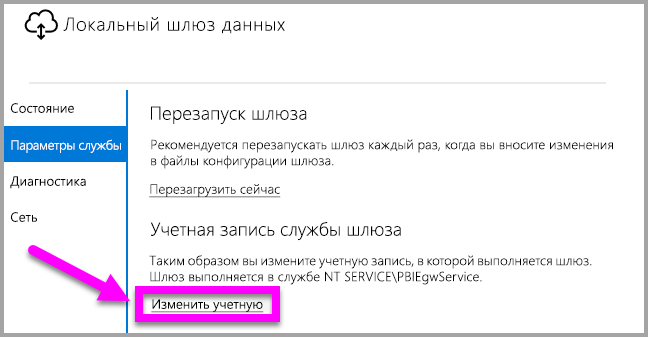 Локальный шлюз данных
Состояние
Параметры службы
Диагностика
Сеть
Перезапуск шлюза
Рекомендуется перезапускать шлюз каждый раз, когда вы вносите изменения
в файлы конфигурации шлюза.
Перезагрузить сейчас
Учетная запись службы шлюза
Таким образом вы измените учетную запись, в которой выполняется шлюз.
Шлюз выполняется в службе NT SERVICE\PBIEgwService.
Изменить учетную